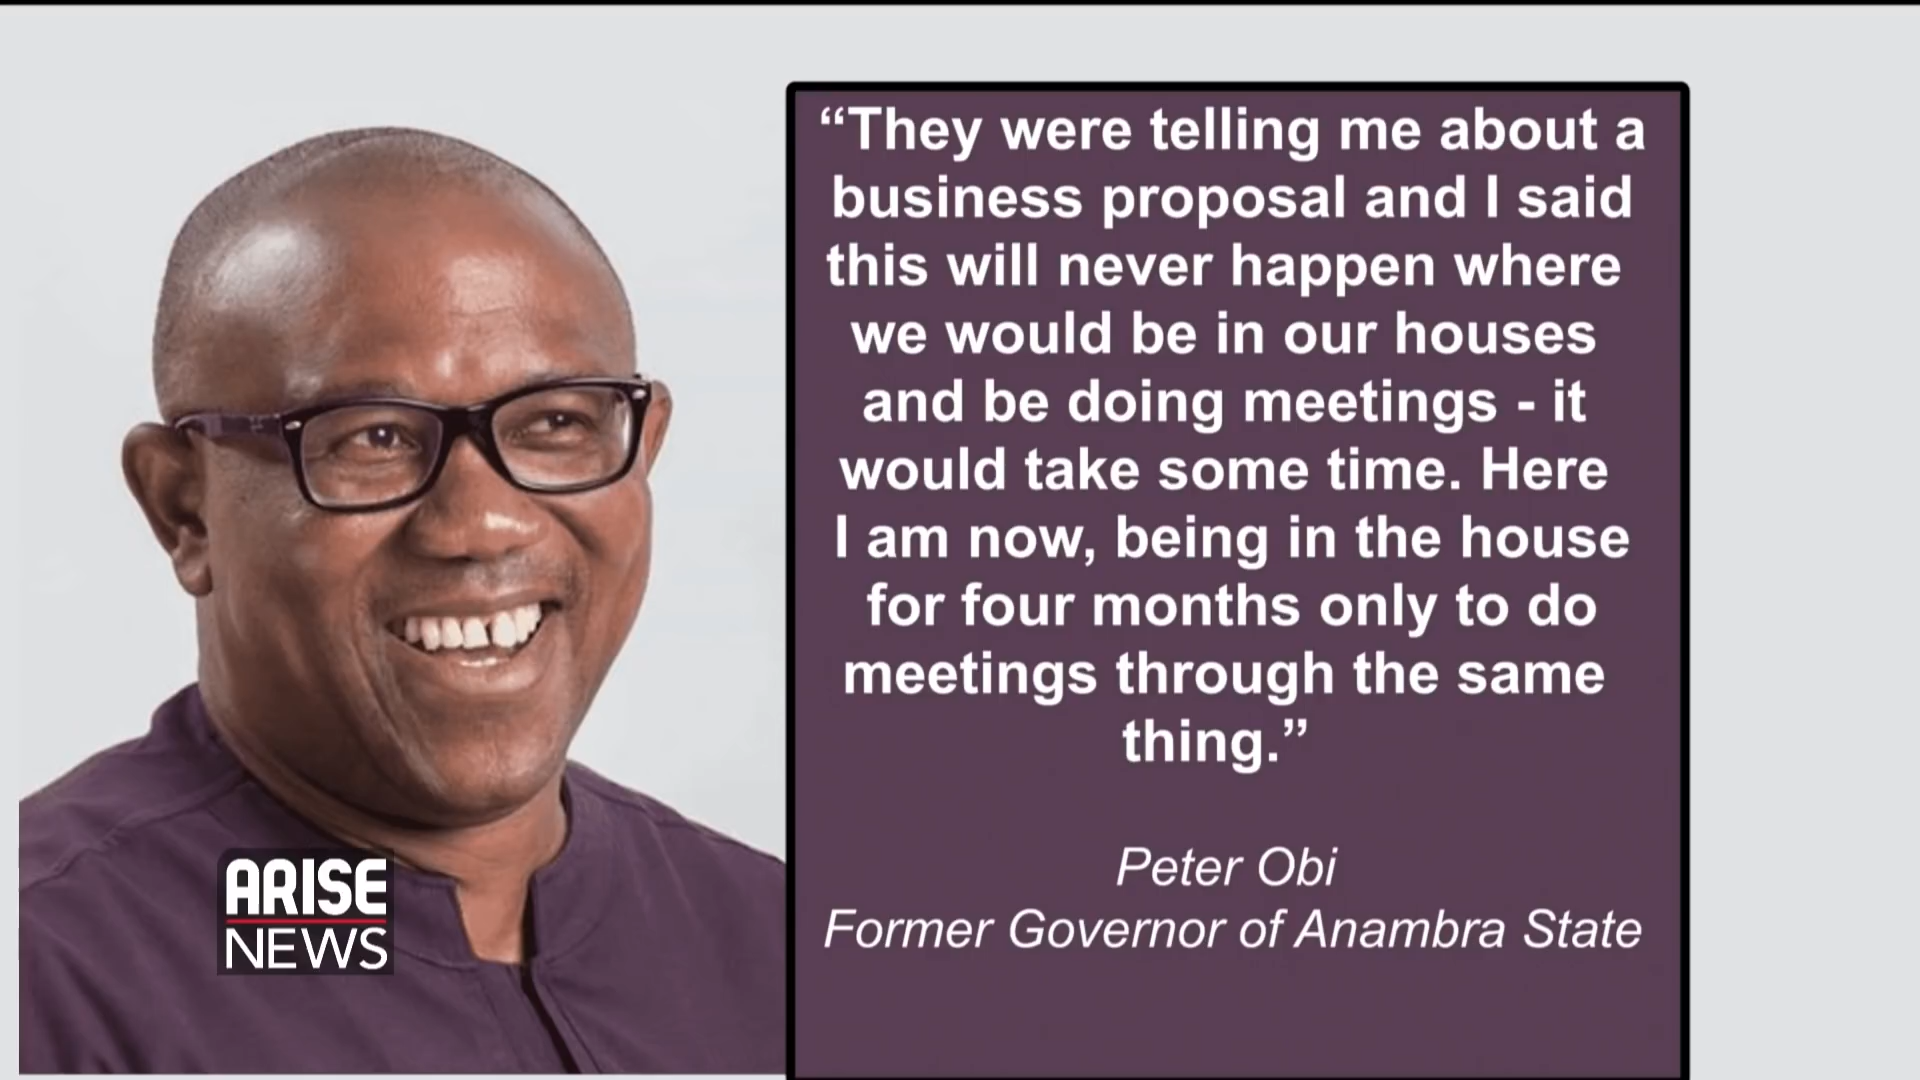 “They were telling me about a
business proposal and I said
this will never happen where
we would be in our houses
and be doing meetings - it
would take some time. Here
I am now, being in the house
for four months only to do
meetings through the same
thing.”
Peter Obi
Former Governor of Anambra State
ARISE
NEWS